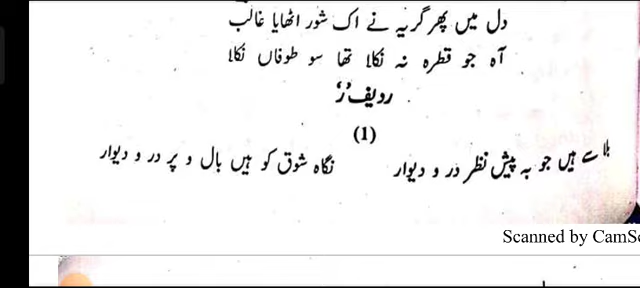 دل میں پھر گریہ نے اک شور اٹھایا غالب
آہ جو قطرہ نہ نکلا تھا سو طوفاں نکلا
ردیف 'ر'
(1)
بلا سے ہیں جو بہ پیش نظر در و دیوار نگاہ شوق کو ہیں بال و پر در و دیوار
Scanned by CamSc